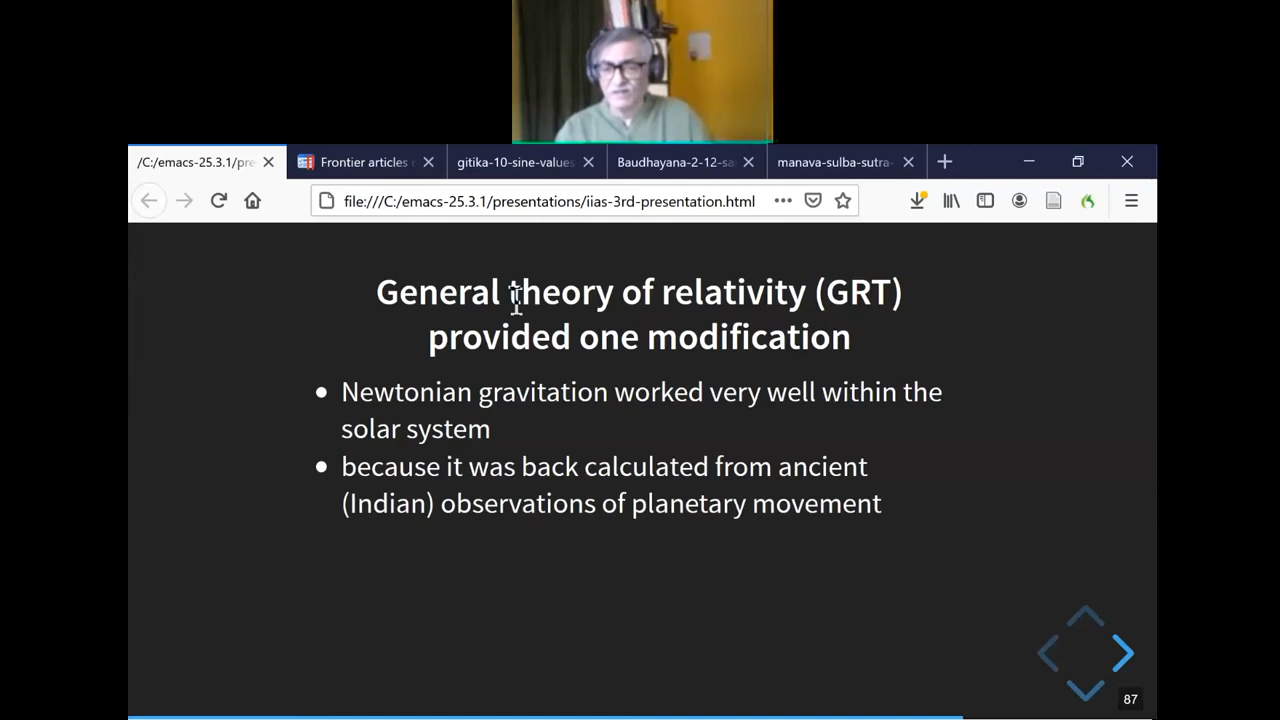 /C:/emacs-25.3.1/pre
Frontier articles
gitika-10-sine-values
Baudhayana-2-12-sa
manava-sulba-sutra-
file:///C:/emacs-25.3.1/presentations/iias-3rd-presentation.html
General theory of relativity (GRT)
provided one modification
Newtonian gravitation worked very well within the
solar system
because it was back calculated from ancient
(Indian) observations of planetary movement
87